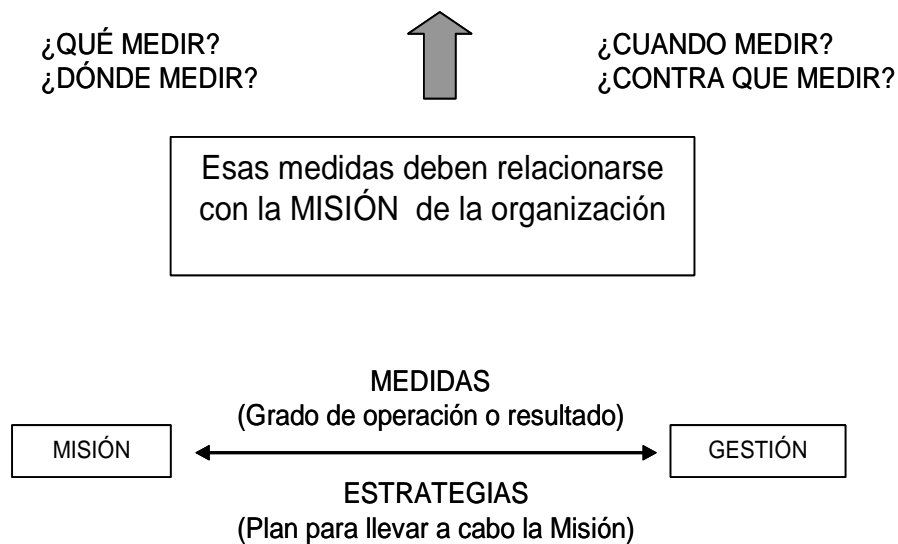 ¿QUÉ MEDIR?
¿DÓNDE MEDIR?
¿CUANDO MEDIR?
¿CONTRA QUE MEDIR?
Esas medidas deben relacionarse
con la MISIÓN de la organización
MEDIDAS
(Grado de operación o resultado)
MISIÓN
GESTIÓN
ESTRATEGIAS
(Plan para llevar a cabo la Misión)